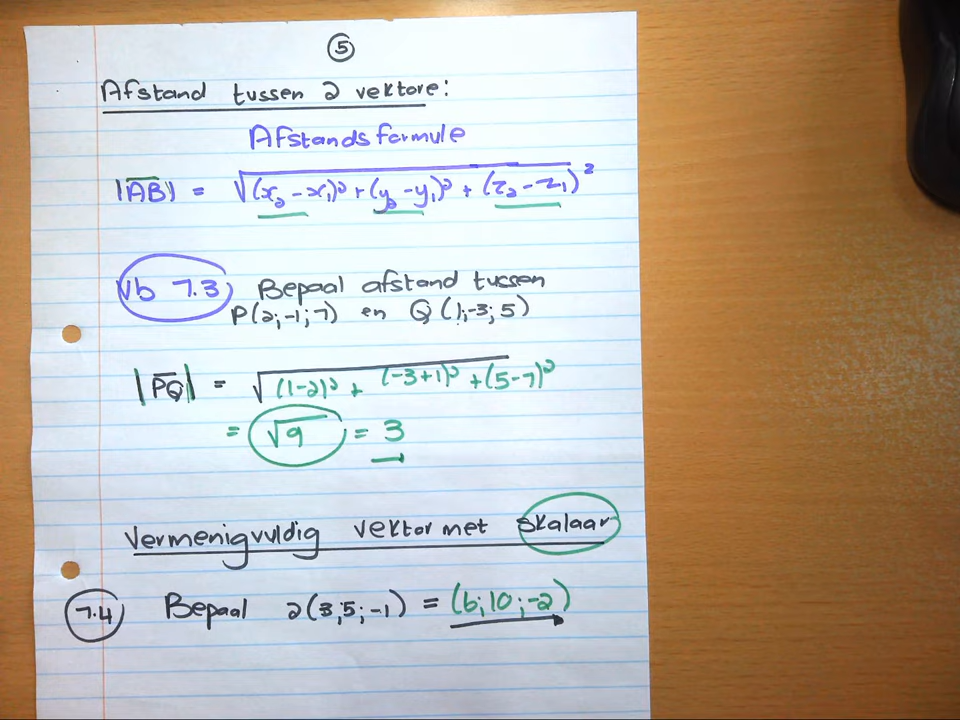 5
Afstand tussen 2 vektore:
Afstandsformule
|AB| = √(x₂-x₁)² + (y₂-y₁)² + (z₂-z₁)²
Vb 7.3 Bepaal afstand tussen
P(2;-1;7) en Q(1;-3;5)
|PQ| = √(1-2)² + (-3+1)² + (5-7)²
= √9 = 3
Vermenigvuldig vektor met skalaar
7.4 Bepaal 2(3;5;-1) = (6;10;-2)